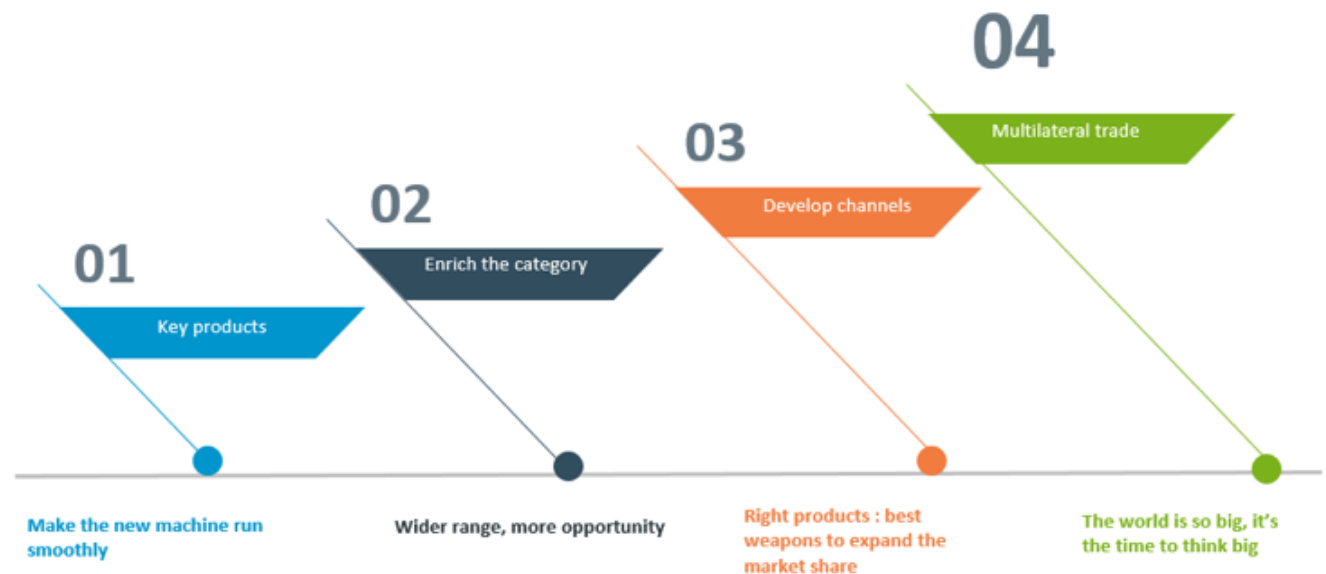 01
Key products
Make the new machine run
smoothly
02
Enrich the category
Wider range, more opportunity
03
Develop channels
Right products : best
weapons to expand the
market share
04
Multilateral trade
The world is so big, it's
the time to think big